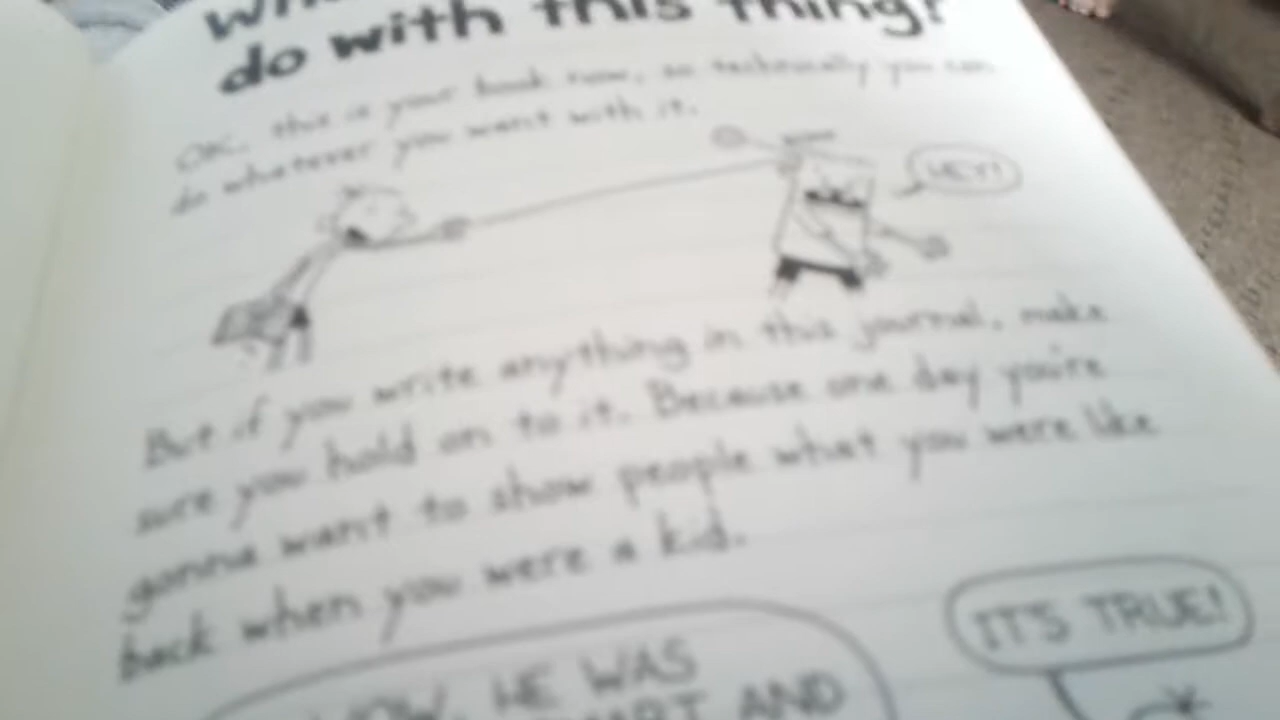 do with this thing?
OK, this is your book now, so technically you can
do whatever you want with it.
HEY!
But if you write anything in this journal, make
sure you hold on to it. Because one day you're
gonna want to show people what you were like
back when you were a kid.
IT'S TRUE!
HE WAS
AND